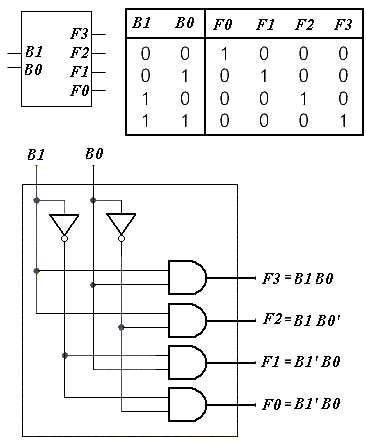 F3
B1 F2
B0 F1
F0
B1 B0 F0 F1 F2 F3
0 0 1 0 0 0
0 1 0 1 0 0
1 0 0 0 1 0
1 1 0 0 0 1
B1 B0
F3 = B1 B0
F2 = B1 B0'
F1 = B1' B0
F0 = B1' B0